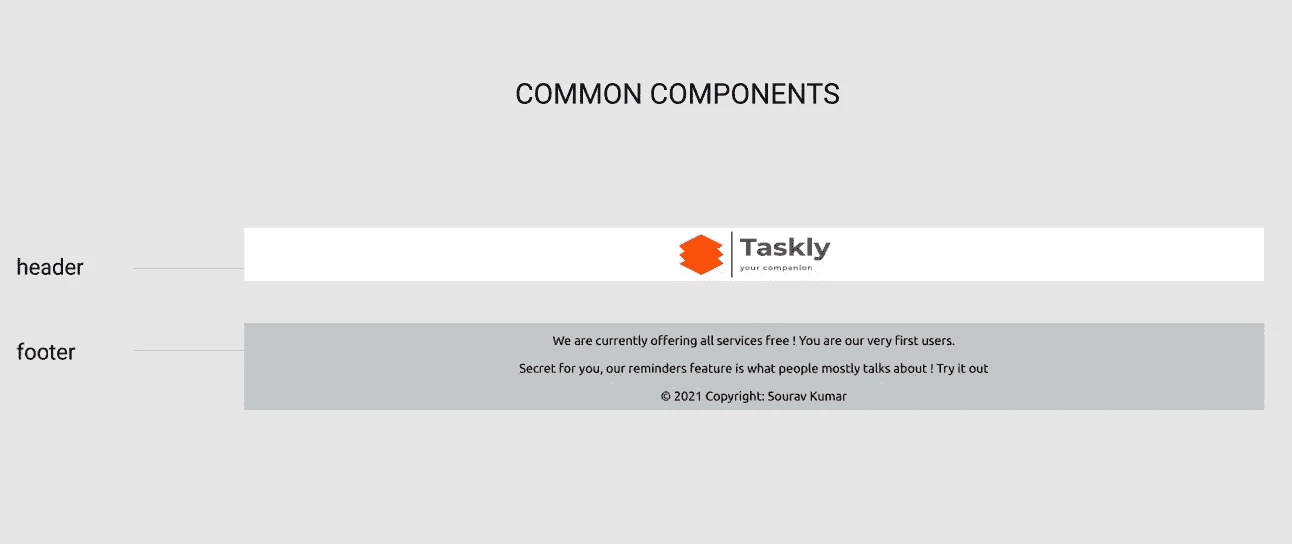 COMMON COMPONENTS
header
Taskly
your companion
footer
We are currently offering all services free ! You are our very first users.
Secret for you, our reminders feature is what people mostly talks about ! Try it out
© 2021 Copyright: Sourav Kumar